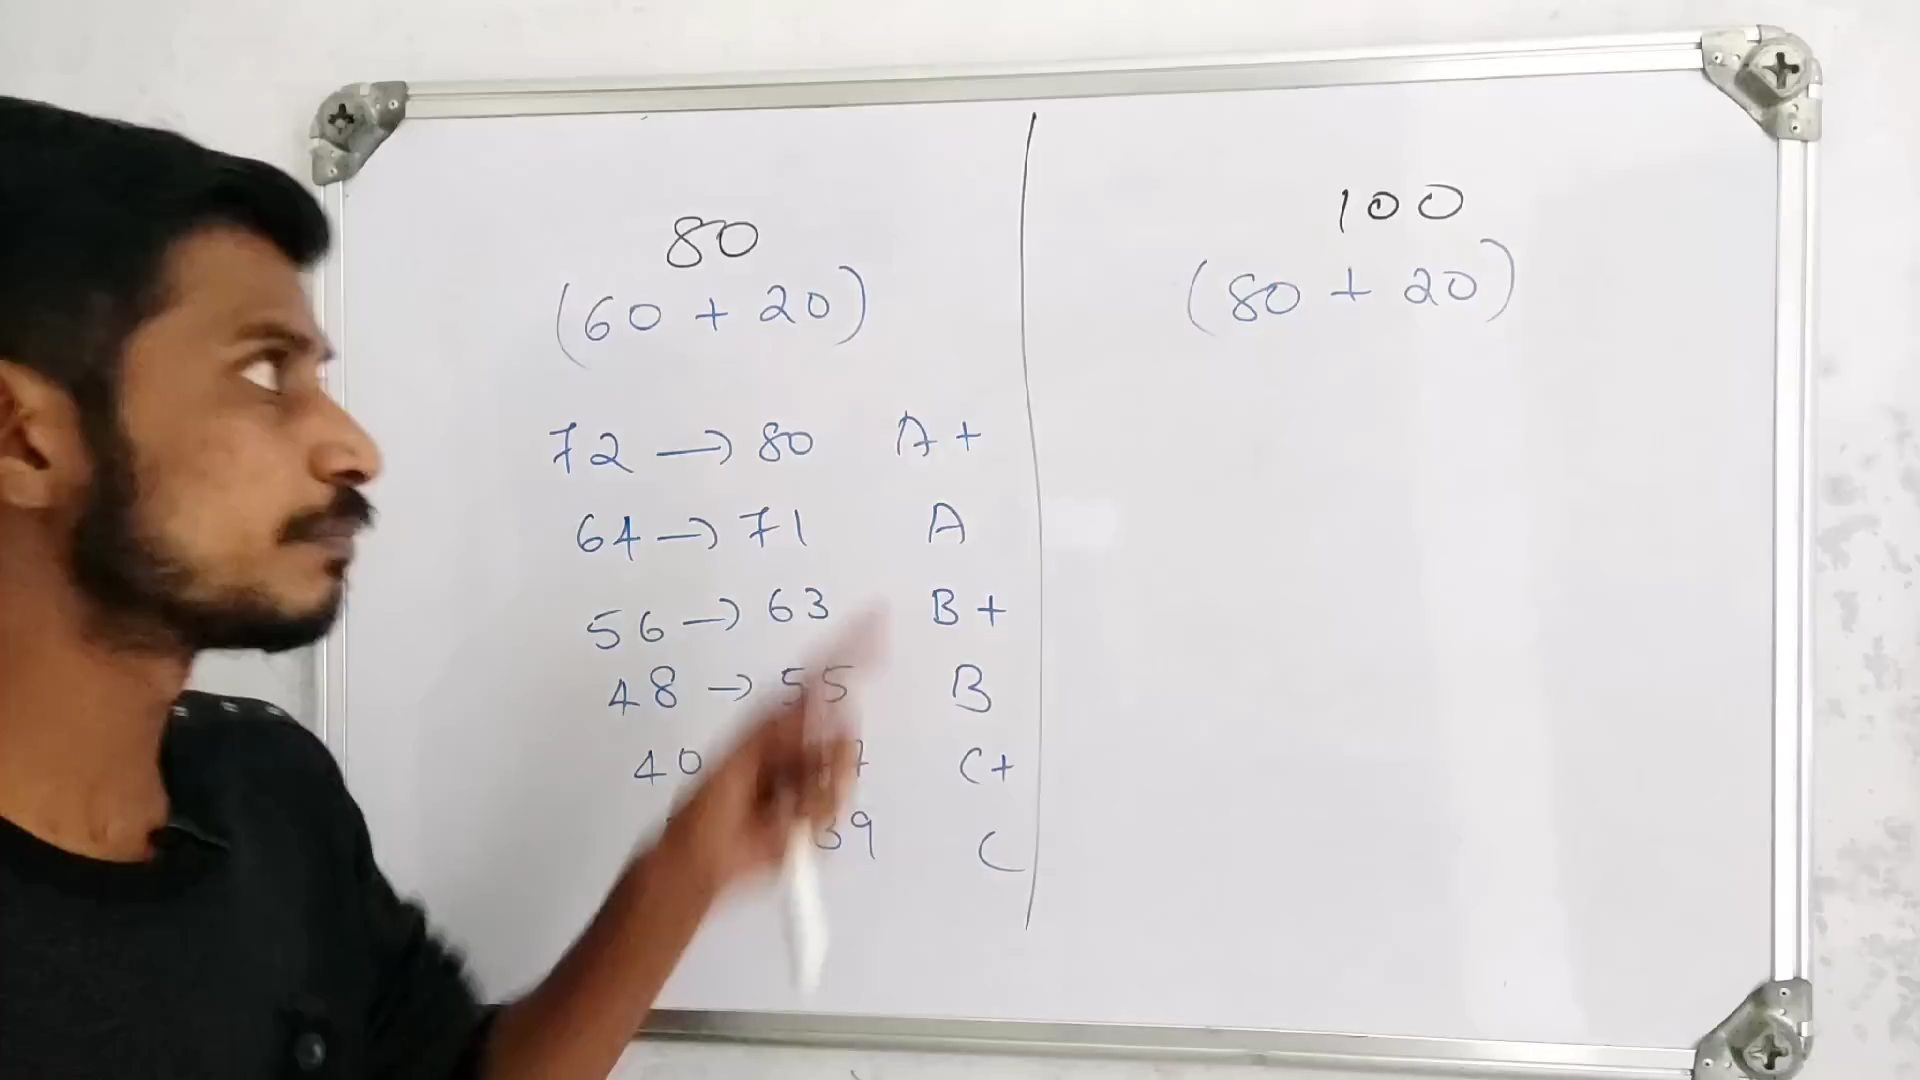 80
(60 + 20)
72 → 80 A+
64 → 71 A
56 → 63 B+
48 → 55 B
40 C+
39 C
100
(80 + 20)